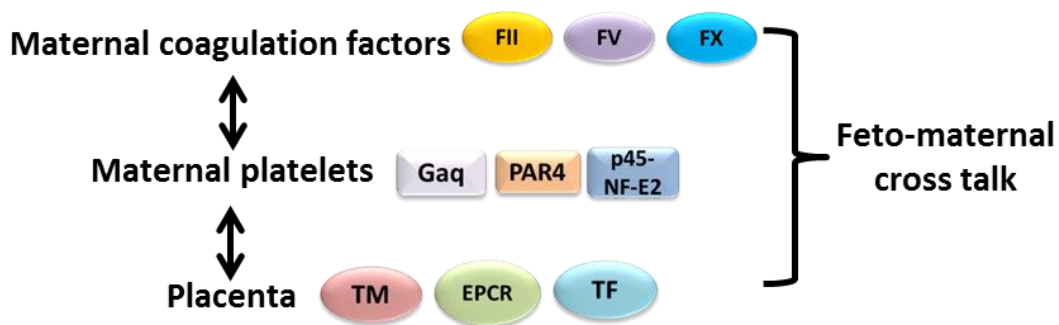 Maternal coagulation factors FII FV FX
Feto-maternal
cross talk
Maternal platelets Gaq PAR4 p45-
NF-E2
Placenta TM EPCR TF